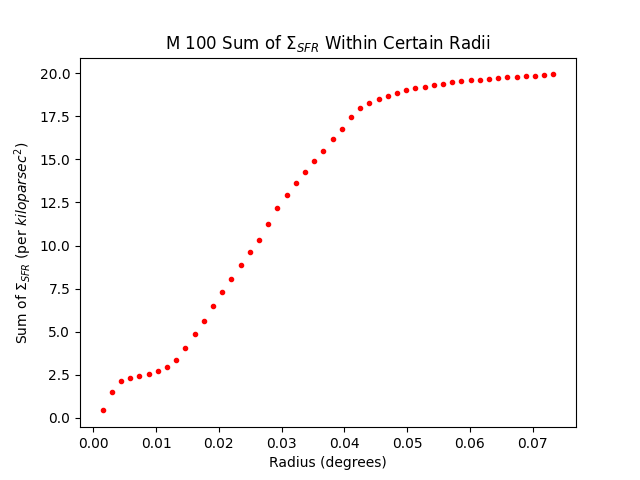 M 100 Sum of Σ_SFR Within Certain Radii
20.0
17.5
15.0
12.5
10.0
7.5
5.0
2.5
0.0
Sum of Σ_SFR (per kiloparsec²)
0.00 0.01 0.02 0.03 0.04 0.05 0.06 0.07
Radius (degrees)